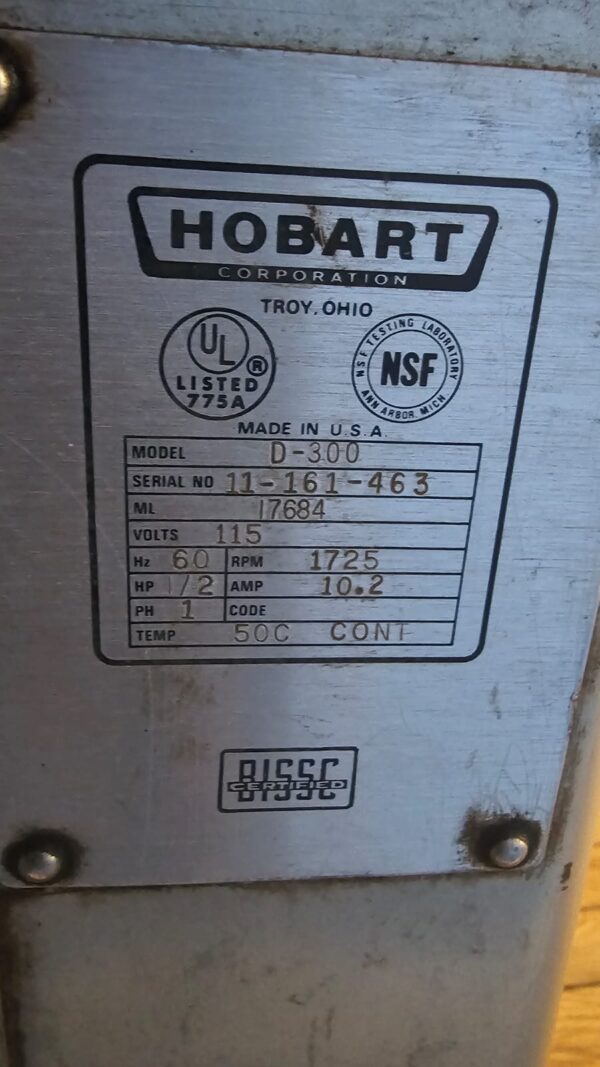 HOBART
CORPORATION
TROY, OHIO
UL ®
LISTED
775A
N.S.F. TESTING LABORATORY
NSF
ANN ARBOR, MICH.
MADE IN U.S.A.
MODEL D-300
SERIAL NO 11-161-463
ML 17684
VOLTS 115
Hz 60 RPM 1725
HP 1/2 AMP 10.2
PH 1 CODE
TEMP 50C CONT
BISSC
CERTIFIED